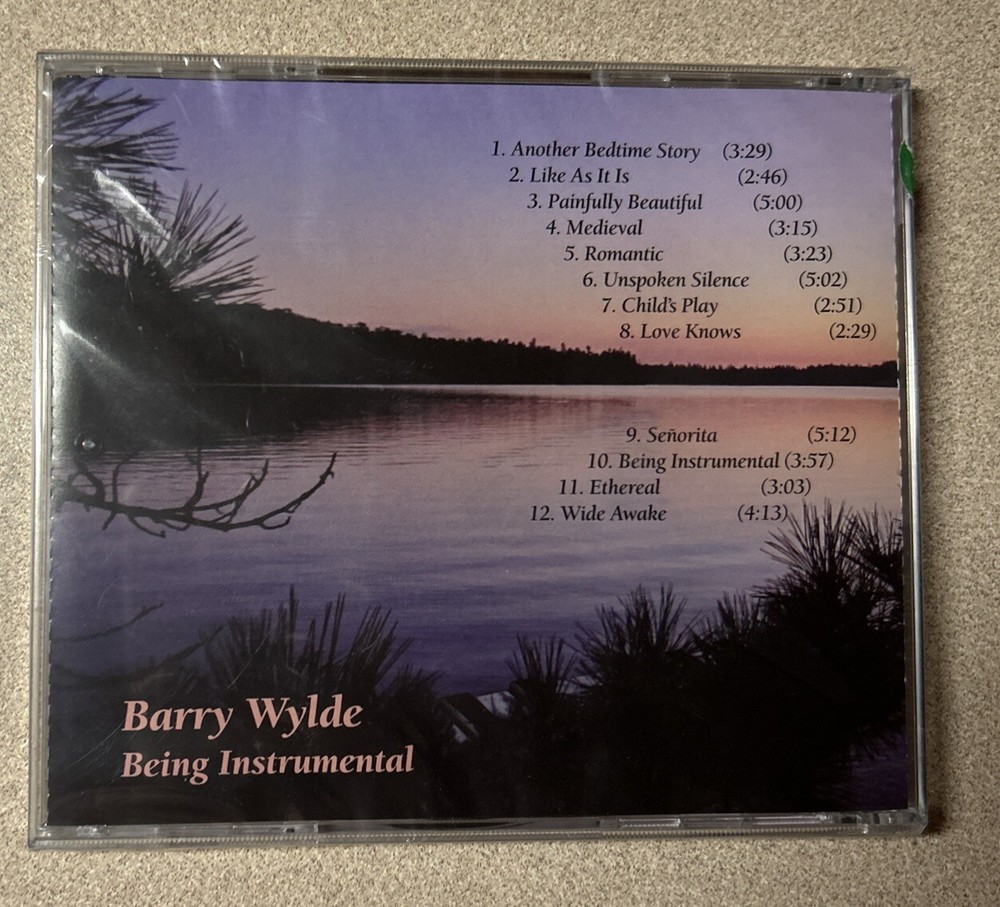 1. Another Bedtime Story (3:29)
2. Like As It Is (2:46)
3. Painfully Beautiful (5:00)
4. Medieval (3:15)
5. Romantic (3:23)
6. Unspoken Silence (5:02)
7. Child's Play (2:51)
8. Love Knows (2:29)
9. Señorita (5:12)
10. Being Instrumental (3:57)
11. Ethereal (3:03)
12. Wide Awake (4:13)
Barry Wylde
Being Instrumental